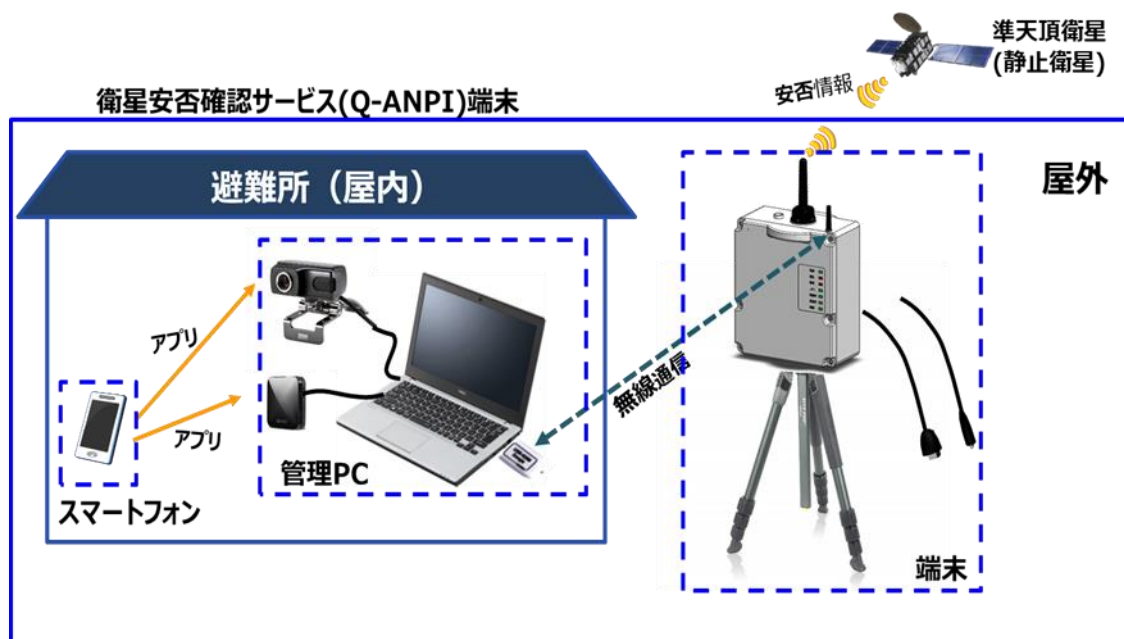 準天頂衛星
(静止衛星)
安否情報
衛星安否確認サービス(Q-ANPI)端末
屋外
避難所（屋内）
アプリ
アプリ
無線通信
管理PC
スマートフォン
端末